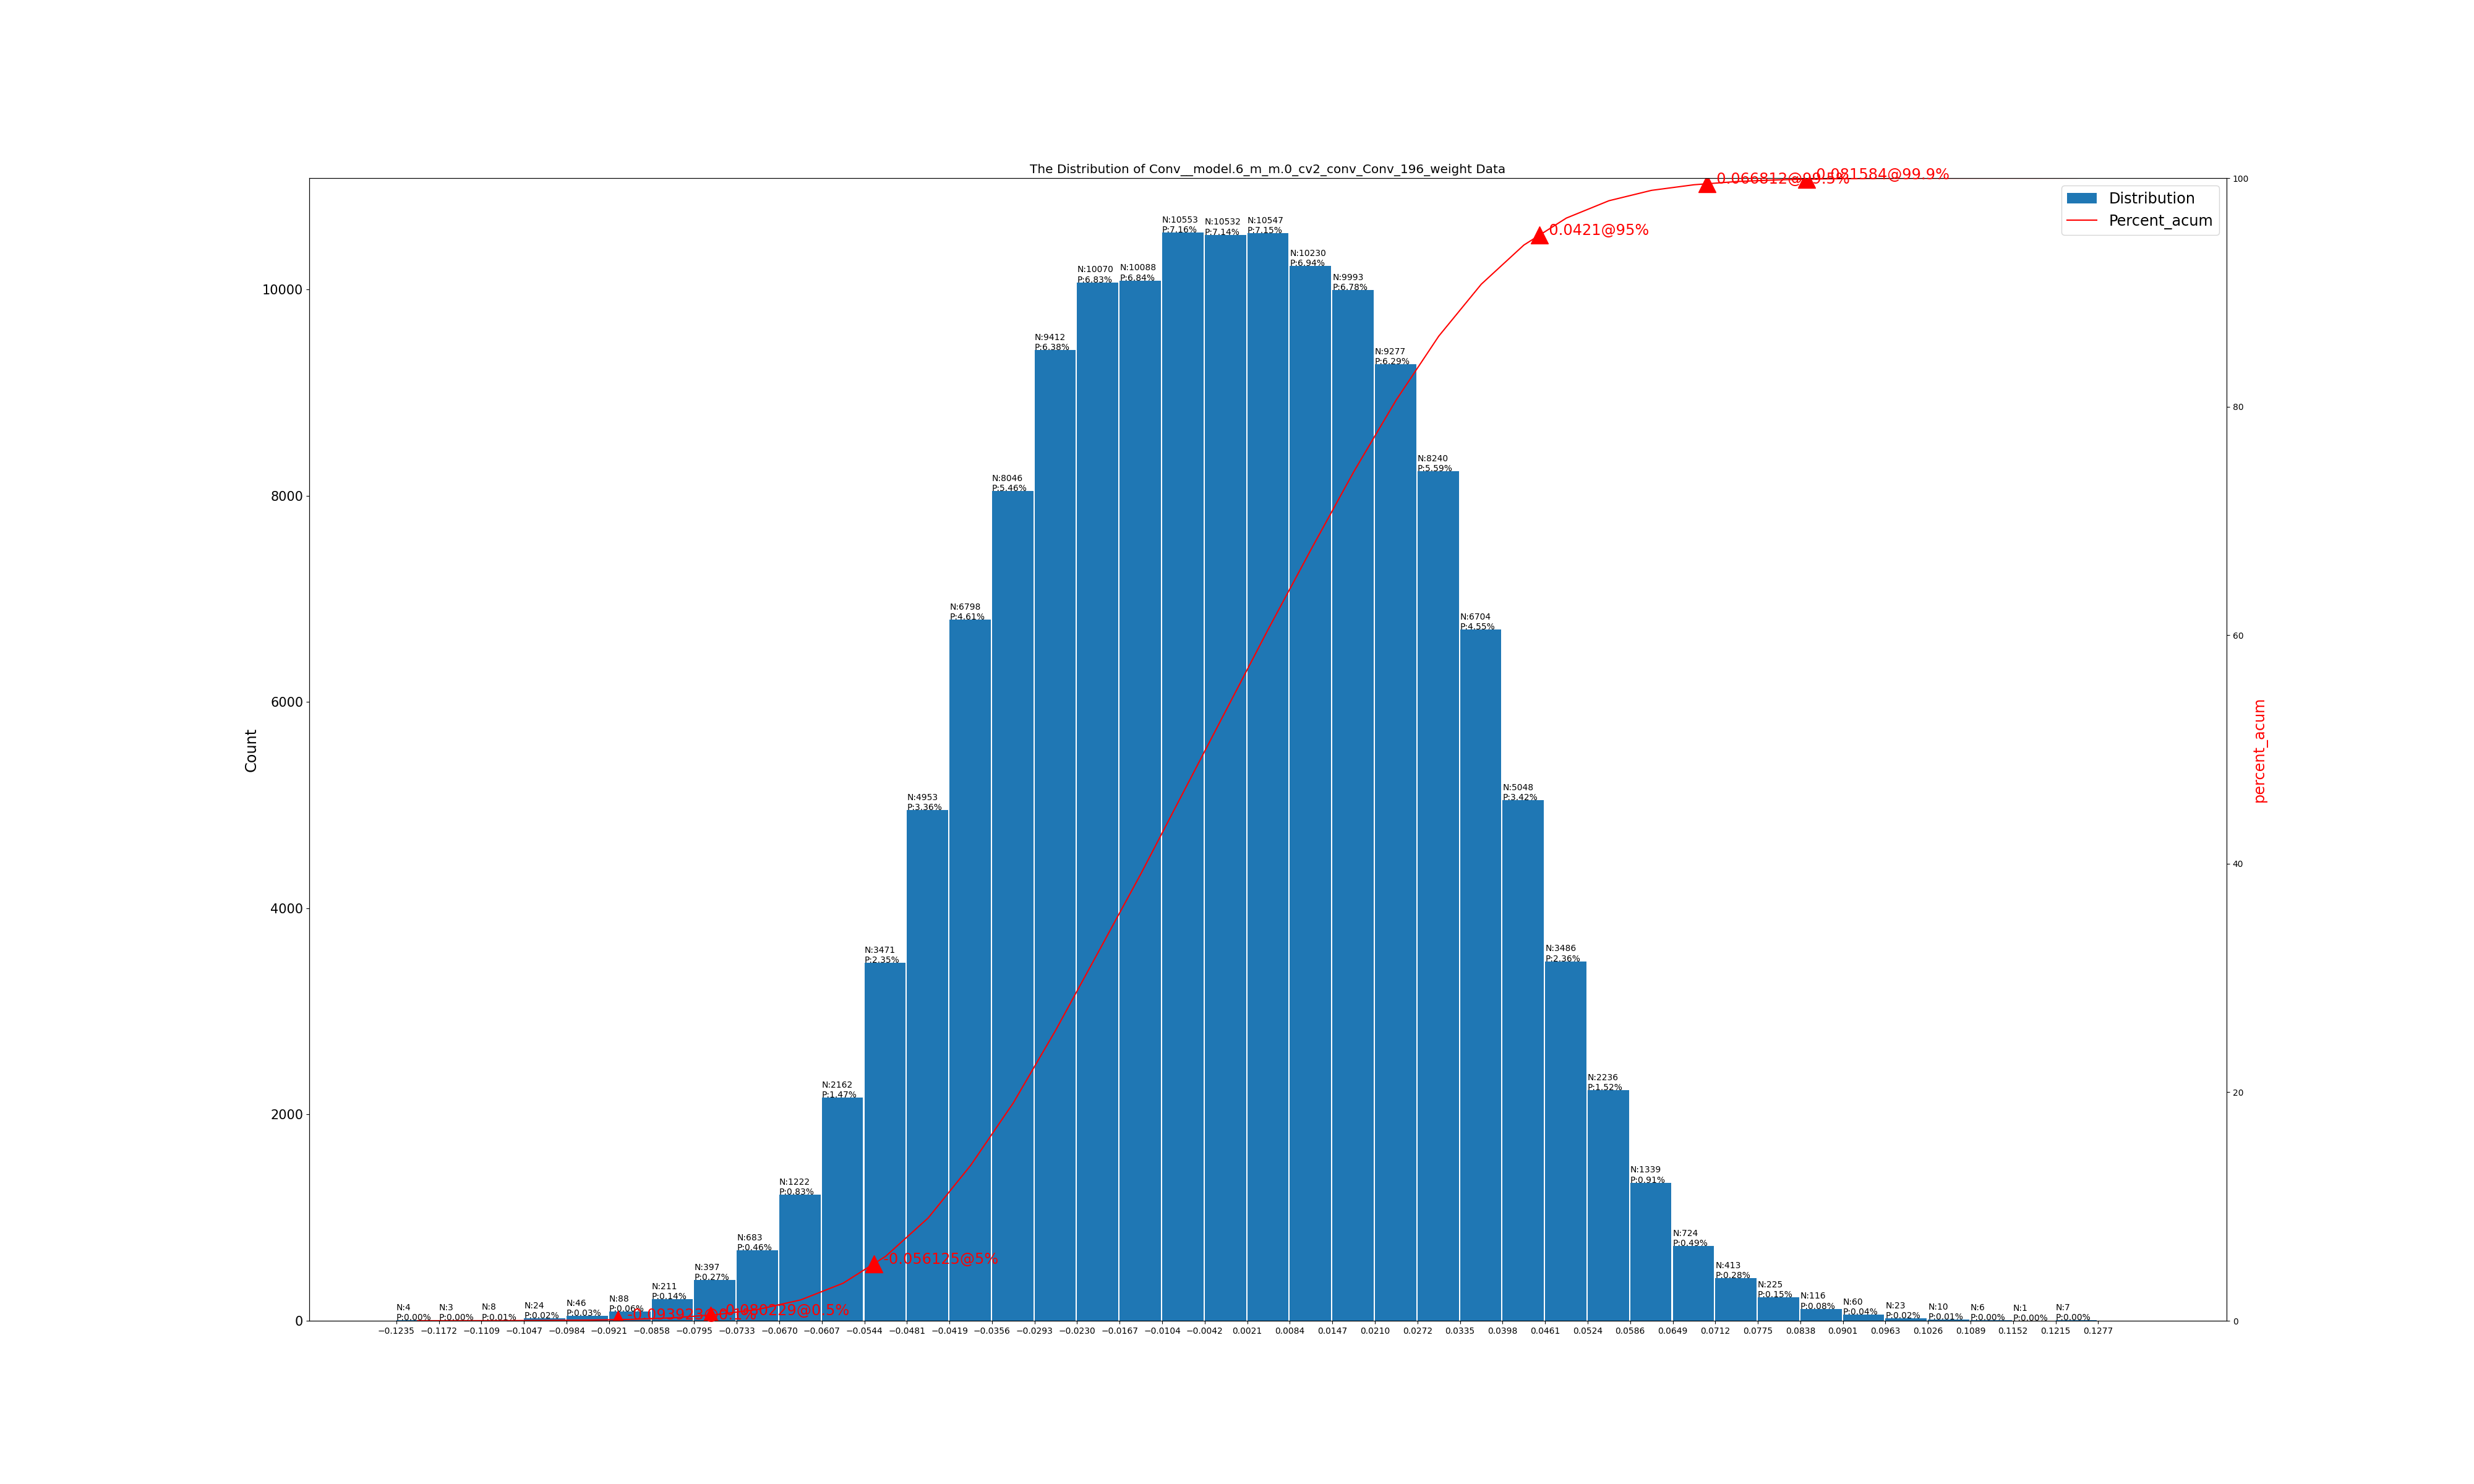 The Distribution of Conv__model.6_m_m.0_cv2_conv_Conv_196_weight Data
0.066812@99.5%
0.081584@99.9%
0.0421@95%
Distribution
Percent_acum
Count
10000
8000
6000
4000
2000
0
percent_acum
100
80
60
40
20
0
N:4
P:0.00%
N:3
P:0.00%
N:8
P:0.01%
N:24
P:0.02%
N:46
P:0.03%
N:88
P:0.06%
N:211
P:0.14%
N:397
P:0.27%
N:683
P:0.46%
N:1222
P:0.83%
N:2162
P:1.47%
N:3471
P:2.35%
N:4953
P:3.36%
N:6798
P:4.61%
N:8046
P:5.46%
N:9412
P:6.38%
N:10070
P:6.83%
N:10088
P:6.84%
N:10553
P:7.16%
N:10532
P:7.14%
N:10547
P:7.15%
N:10230
P:6.94%
N:9993
P:6.78%
N:9277
P:6.29%
N:8240
P:5.59%
N:6704
P:4.55%
N:5048
P:3.42%
N:3486
P:2.36%
N:2236
P:1.52%
N:1339
P:0.91%
N:724
P:0.49%
N:413
P:0.28%
N:225
P:0.15%
N:116
P:0.08%
N:60
P:0.04%
N:23
P:0.02%
N:10
P:0.01%
N:6
P:0.00%
N:1
P:0.00%
N:7
P:0.00%
-0.056125@5%
-0.093923@0.1%
-0.080229@0.5%
−0.1235 −0.1172 −0.1109 −0.1047 −0.0984 −0.0921 −0.0858 −0.0795 −0.0733 −0.0670 −0.0607 −0.0544 −0.0481 −0.0419 −0.0356 −0.0293 −0.0230 −0.0167 −0.0104 −0.0042 0.0021 0.0084 0.0147 0.0210 0.0272 0.0335 0.0398 0.0461 0.0524 0.0586 0.0649 0.0712 0.0775 0.0838 0.0901 0.0963 0.1026 0.1089 0.1152 0.1215 0.1277